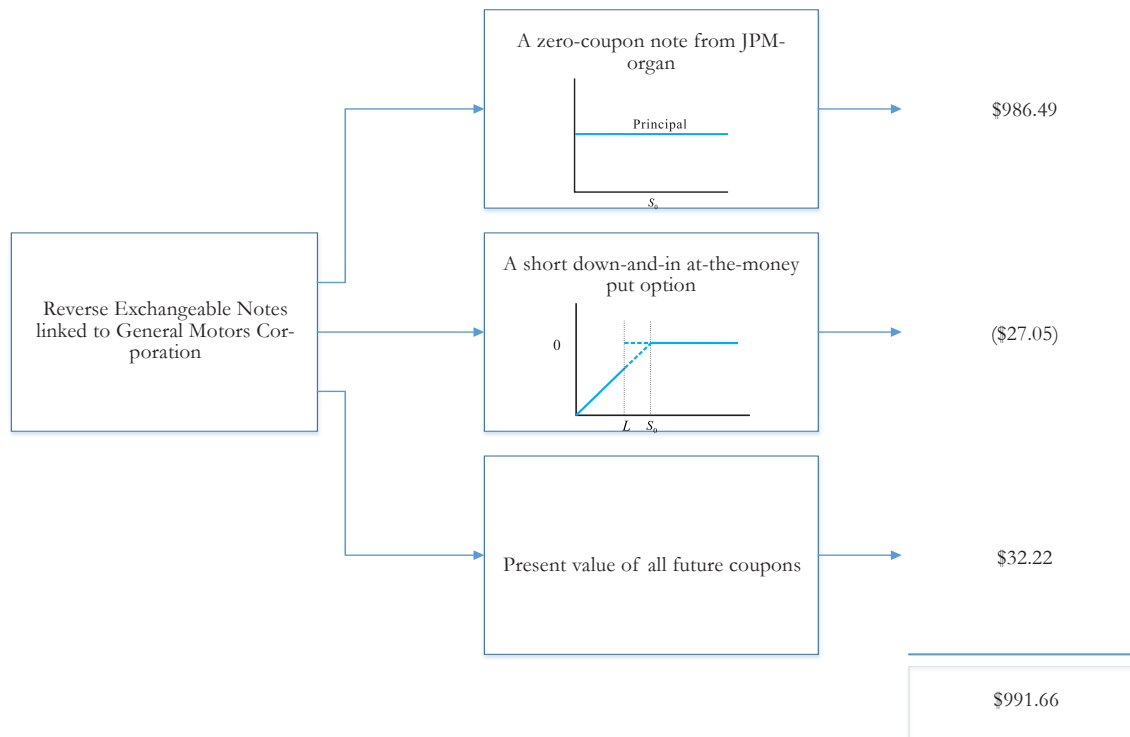 A zero-coupon note from JPM-
organ
Principal
S₀
$986.49
Reverse Exchangeable Notes
linked to General Motors Cor-
poration
A short down-and-in at-the-money
put option
0
L S₀
($27.05)
Present value of all future coupons
$32.22
$991.66